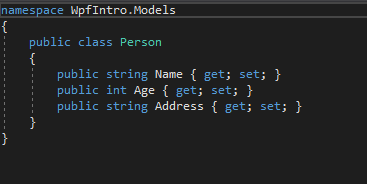 namespace WpfIntro.Models
{
    public class Person
    {
        public string Name { get; set; }
        public int Age { get; set; }
        public string Address { get; set; }
    }
}